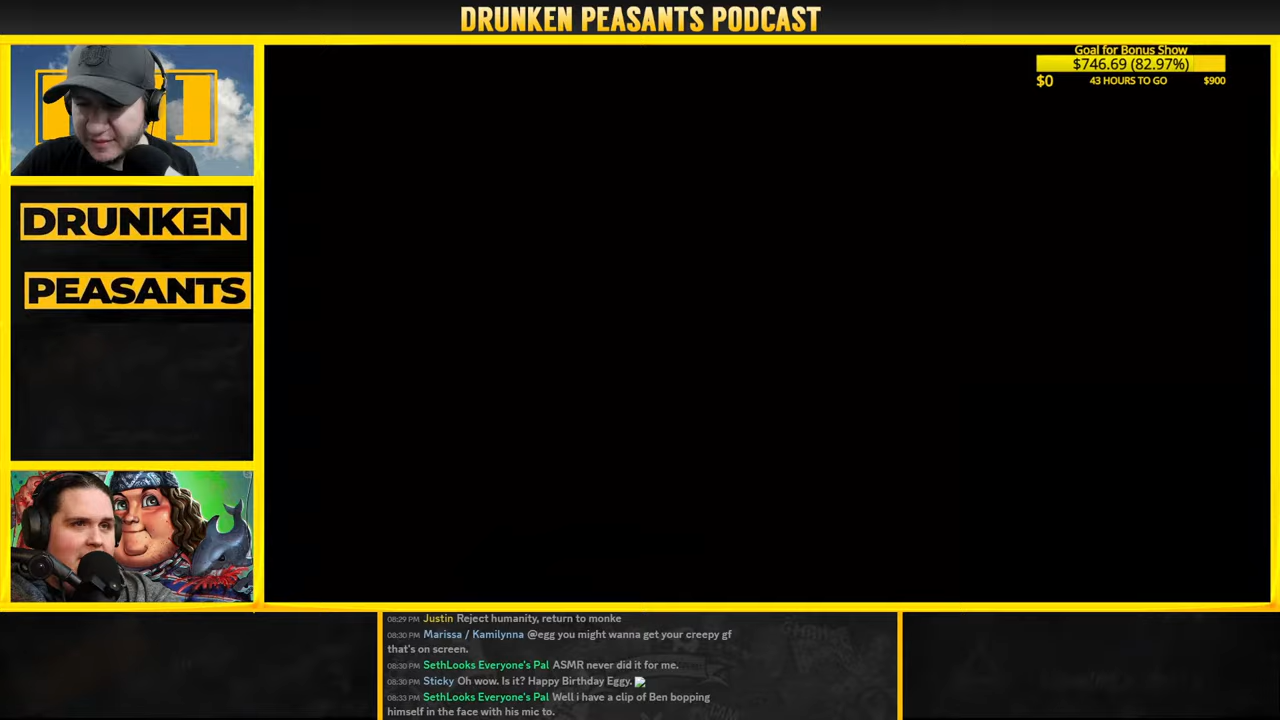 DRUNKEN PEASANTS PODCAST
Goal for Bonus Show
$746.69 (82.97%)
$0 43 HOURS TO GO $900
DRUNKEN
PEASANTS
08:29 PM Justin Reject humanity, return to monke
08:30 PM Marissa / Kamilynna @egg you might wanna get your creepy gf
that's on screen.
08:30 PM SethLooks Everyone's Pal ASMR never did it for me.
08:30 PM Sticky Oh wow. Is it? Happy Birthday Eggy.
08:33 PM SethLooks Everyone's Pal Well i have a clip of Ben bopping
himself in the face with his mic to.